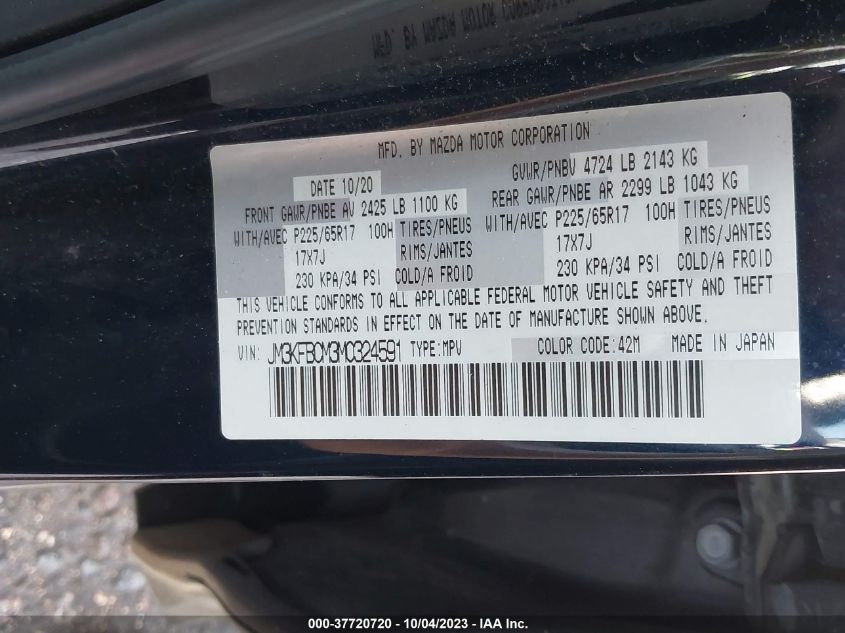 MFD. BY MAZDA MOTOR CORPORATION
DATE 10/20
GVWR/PNBV 4724 LB 2143 KG
FRONT GAWR/PNBE AV 2425 LB 1100 KG
REAR GAWR/PNBE AR 2299 LB 1043 KG
WITH/AVEC P225/65R17 100H TIRES/PNEUS
WITH/AVEC P225/65R17 100H TIRES/PNEUS
17X7J RIMS/JANTES
17X7J RIMS/JANTES
230 KPA/34 PSI COLD/A FROID
230 KPA/34 PSI COLD/A FROID
THIS VEHICLE CONFORMS TO ALL APPLICABLE FEDERAL MOTOR VEHICLE SAFETY AND THEFT
PREVENTION STANDARDS IN EFFECT ON THE DATE OF MANUFACTURE SHOWN ABOVE.
VIN: JM3KFBCM3M0324591 TYPE:MPV COLOR CODE:42M MADE IN JAPAN
000-37720720 - 10/04/2023 - IAA Inc.